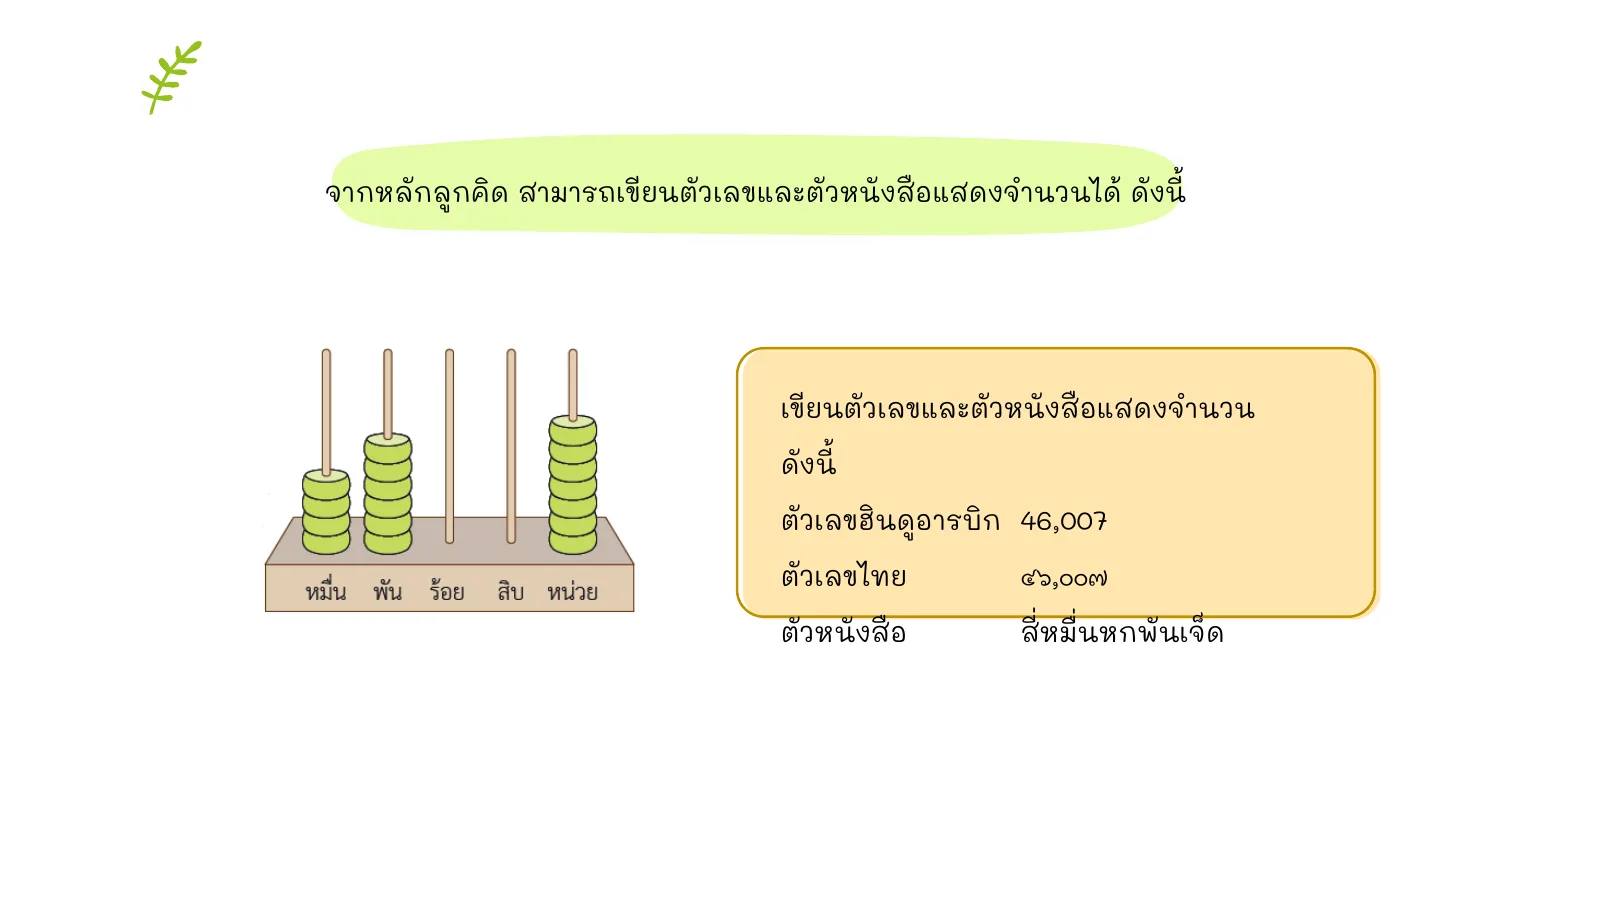 จากหลักลูกคิด สามารถเขียนตัวเลขและตัวหนังสือแสดงจำนวนได้ ดังนี้
หมื่น พัน ร้อย สิบ หน่วย
เขียนตัวเลขและตัวหนังสือแสดงจำนวน
ดังนี้
ตัวเลขฮินดูอารบิก 46,007
ตัวเลขไทย ๔๖,๐๐๗
ตัวหนังสือ สี่หมื่นหกพันเจ็ด